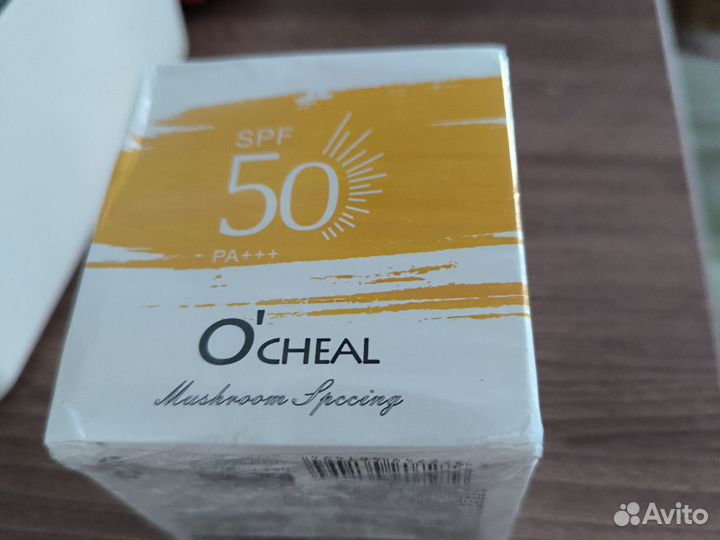 SPF
50
PA+++
O'CHEAL
Mushroom Spccing
Avito